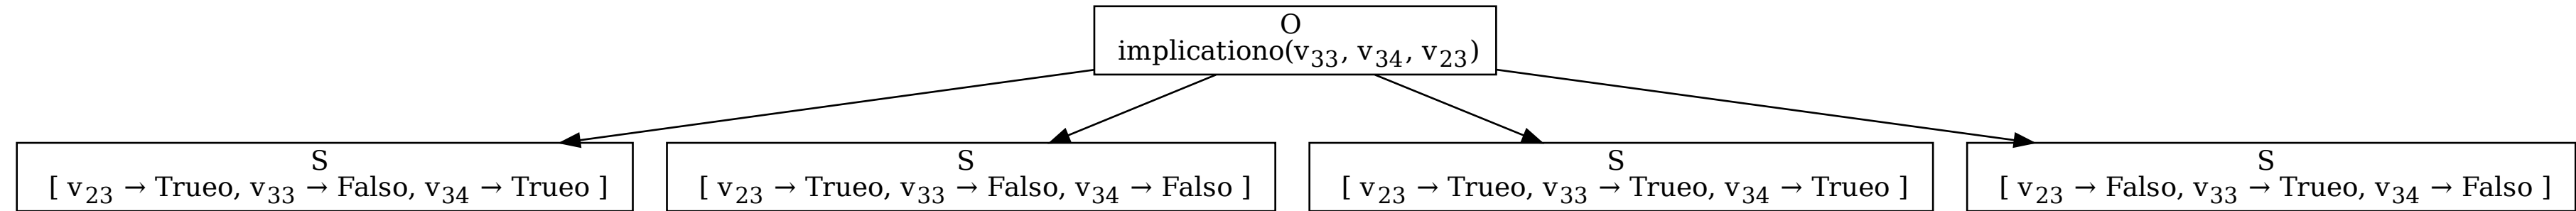 O
implicationo(v₃₃, v₃₄, v₂₃)
S
[ v₂₃ → Trueo, v₃₃ → Falso, v₃₄ → Trueo ]
S
[ v₂₃ → Trueo, v₃₃ → Falso, v₃₄ → Falso ]
S
[ v₂₃ → Trueo, v₃₃ → Trueo, v₃₄ → Trueo ]
S
[ v₂₃ → Falso, v₃₃ → Trueo, v₃₄ → Falso ]